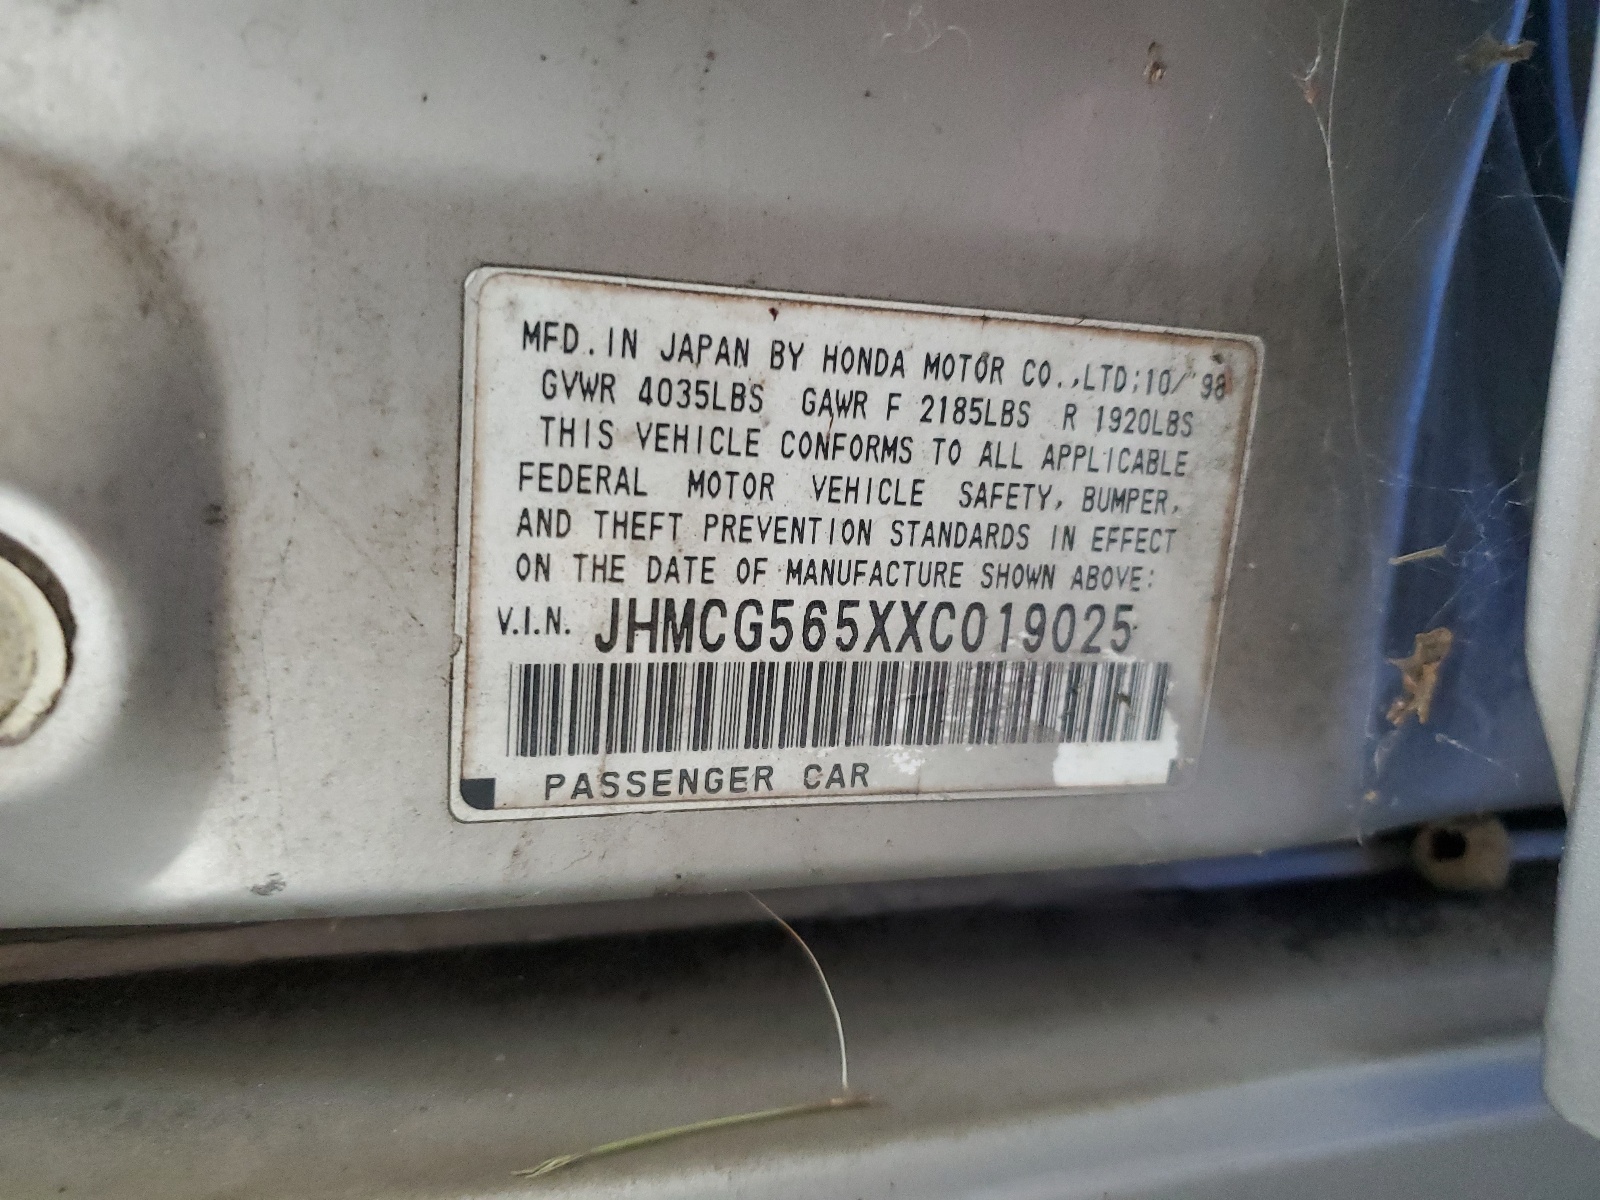 MFD. IN JAPAN BY HONDA MOTOR CO.,LTD;10/'98
GVWR 4035LBS GAWR F 2185LBS R 1920LBS
THIS VEHICLE CONFORMS TO ALL APPLICABLE
FEDERAL MOTOR VEHICLE SAFETY, BUMPER,
AND THEFT PREVENTION STANDARDS IN EFFECT
ON THE DATE OF MANUFACTURE SHOWN ABOVE:
V.I.N. JHMCG565XXC019025
PASSENGER CAR